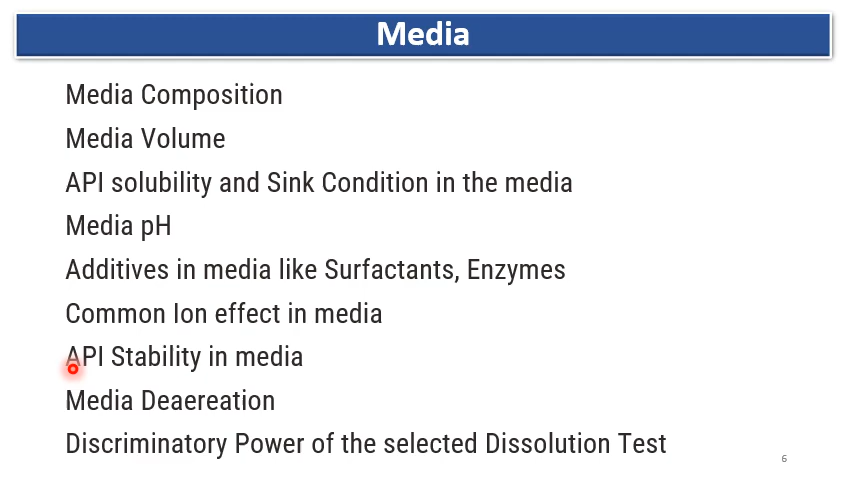 Media
Media Composition
Media Volume
API solubility and Sink Condition in the media
Media pH
Additives in media like Surfactants, Enzymes
Common Ion effect in media
API Stability in media
Media Deaereation
Discriminatory Power of the selected Dissolution Test
6